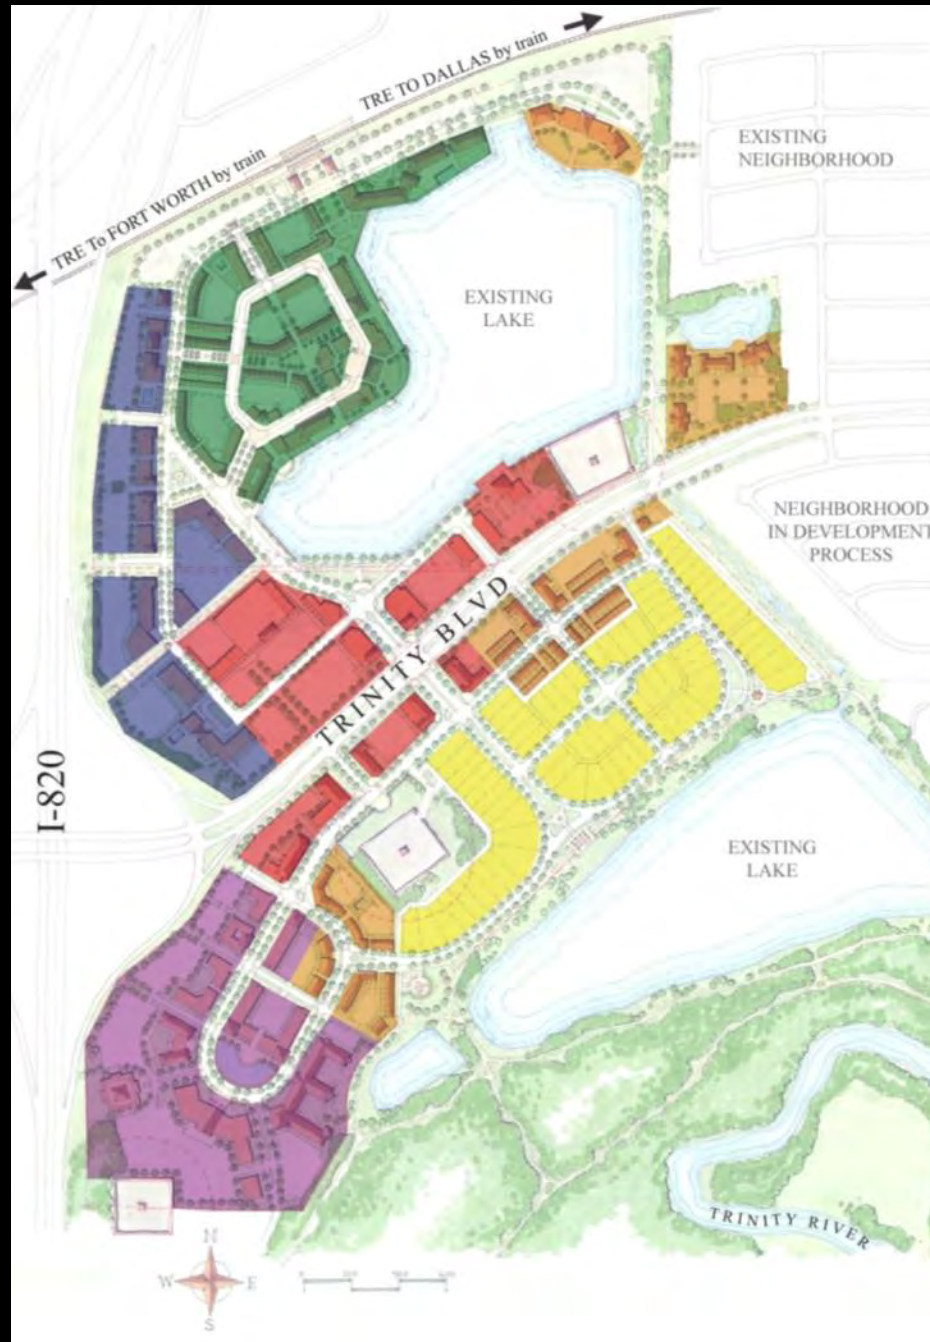 TRE TO DALLAS by train
TRE To FORT WORTH by train
EXISTING
NEIGHBORHOOD
EXISTING
LAKE
NEIGHBORHOOD
IN DEVELOPMENT
PROCESS
TRINITY BLVD
I-820
EXISTING
LAKE
TRINITY RIVER
N
W E
S